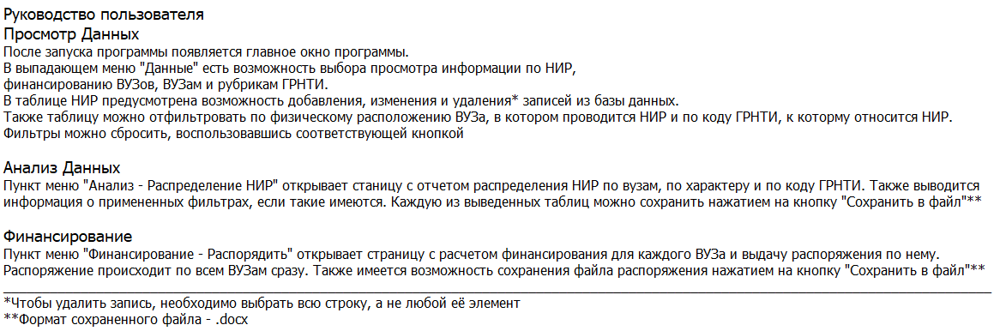 Руководство пользователя
Просмотр Данных
После запуска программы появляется главное окно программы.
В выпадающем меню "Данные" есть возможность выбора просмотра информации по НИР,
финансированию ВУЗов, ВУЗам и рубрикам ГРНТИ.
В таблице НИР предусмотрена возможность добавления, изменения и удаления* записей из базы данных.
Также таблицу можно отфильтровать по физическому расположению ВУЗа, в котором проводится НИР и по коду ГРНТИ, к которму относится НИР.
Фильтры можно сбросить, воспользовавшись соответствующей кнопкой
Анализ Данных
Пункт меню "Анализ - Распределение НИР" открывает станицу с отчетом распределения НИР по вузам, по характеру и по коду ГРНТИ. Также выводится
информация о примененных фильтрах, если такие имеются. Каждую из выведенных таблиц можно сохранить нажатием на кнопку "Сохранить в файл"**
Финансирование
Пункт меню "Финансирование - Распорядить" открывает страницу с расчетом финансирования для каждого ВУЗа и выдачу распоряжения по нему.
Распоряжение происходит по всем ВУЗам сразу. Также имеется возможность сохранения файла распоряжения нажатием на кнопку "Сохранить в файл"**
*Чтобы удалить запись, необходимо выбрать всю строку, а не любой её элемент
**Формат сохраненного файла - .docx